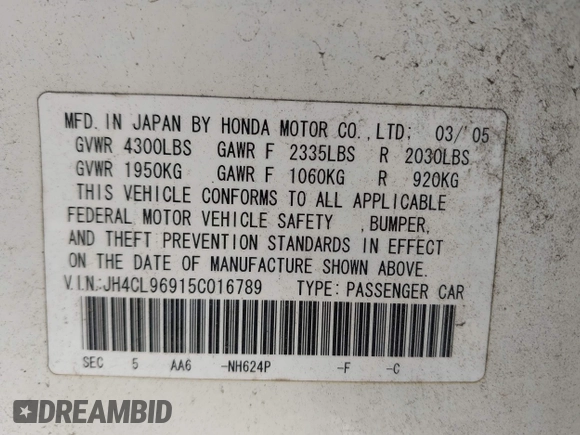 MFD. IN JAPAN BY HONDA MOTOR CO., LTD; 03/'05
GVWR 4300LBS GAWR F 2335LBS R 2030LBS
GVWR 1950KG GAWR F 1060KG R 920KG
THIS VEHICLE CONFORMS TO ALL APPLICABLE
FEDERAL MOTOR VEHICLE SAFETY , BUMPER,
AND THEFT PREVENTION STANDARDS IN EFFECT
ON THE DATE OF MANUFACTURE SHOWN ABOVE.
V.I.N.:JH4CL96915C016789 TYPE: PASSENGER CAR
SEC 5 AA6 -NH624P -F -C
DREAMBID